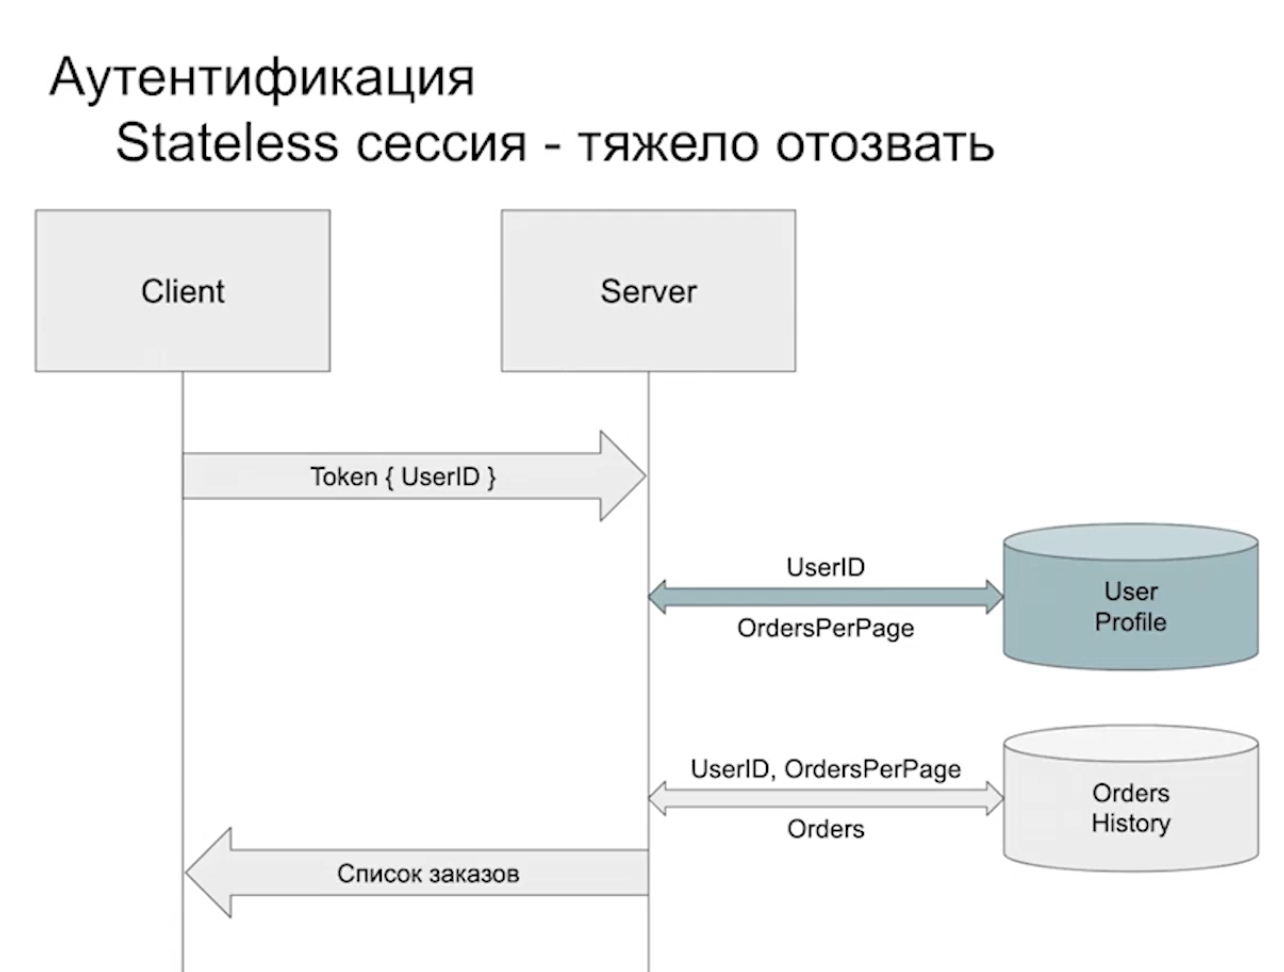 Аутентификация
Stateless сессия - тяжело отозвать
Client
Server
Token { UserID }
UserID
OrdersPerPage
User
Profile
UserID, OrdersPerPage
Orders
Orders
History
Список заказов